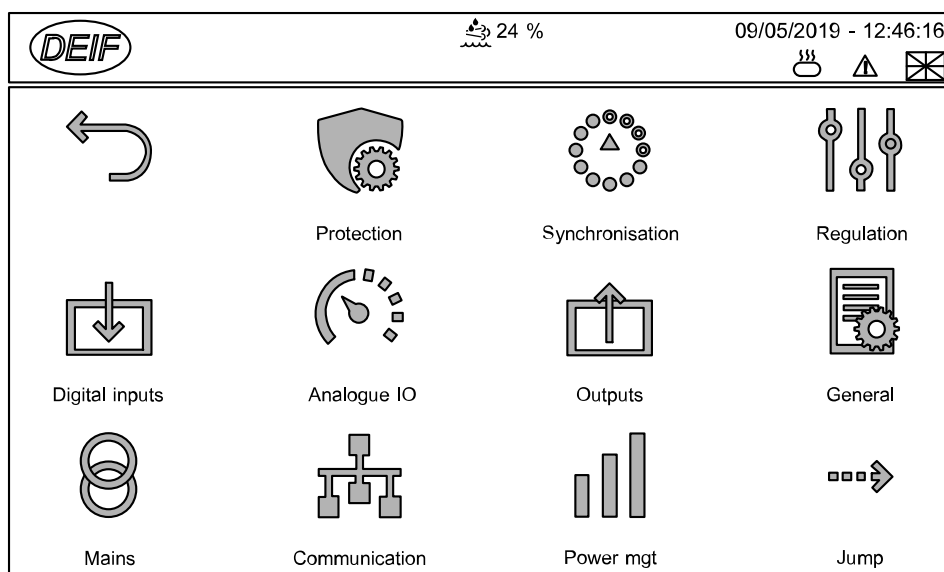 DEIF
24 %
09/05/2019 - 12:46:16
Protection
Synchronisation
Regulation
Digital inputs
Analogue IO
Outputs
General
Mains
Communication
Power mgt
Jump